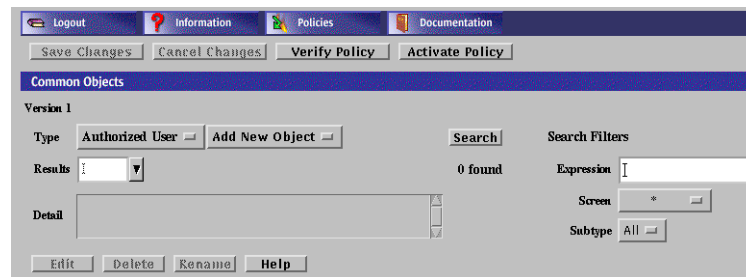 Logout Information Policies Documentation
Save Changes Cancel Changes Verify Policy Activate Policy
Common Objects
Version 1
Type Authorized User Add New Object Search Search Filters
Results 0 found Expression
Screen *
Detail
Subtype All
Edit Delete Rename Help